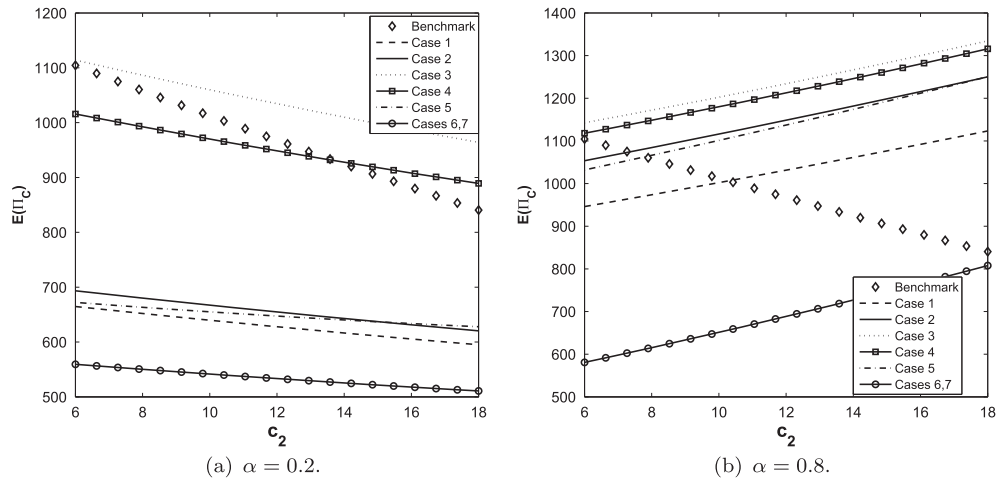 1200
1100
1000
900
800
700
600
500
6 8 10 12 14 16 18
E(Π_C)
c₂
Benchmark
Case 1
Case 2
Case 3
Case 4
Case 5
Cases 6,7
(a) α = 0.2.
1400
1300
1200
1100
1000
900
800
700
600
500
6 8 10 12 14 16 18
E(Π_C)
c₂
Benchmark
Case 1
Case 2
Case 3
Case 4
Case 5
Cases 6,7
(b) α = 0.8.